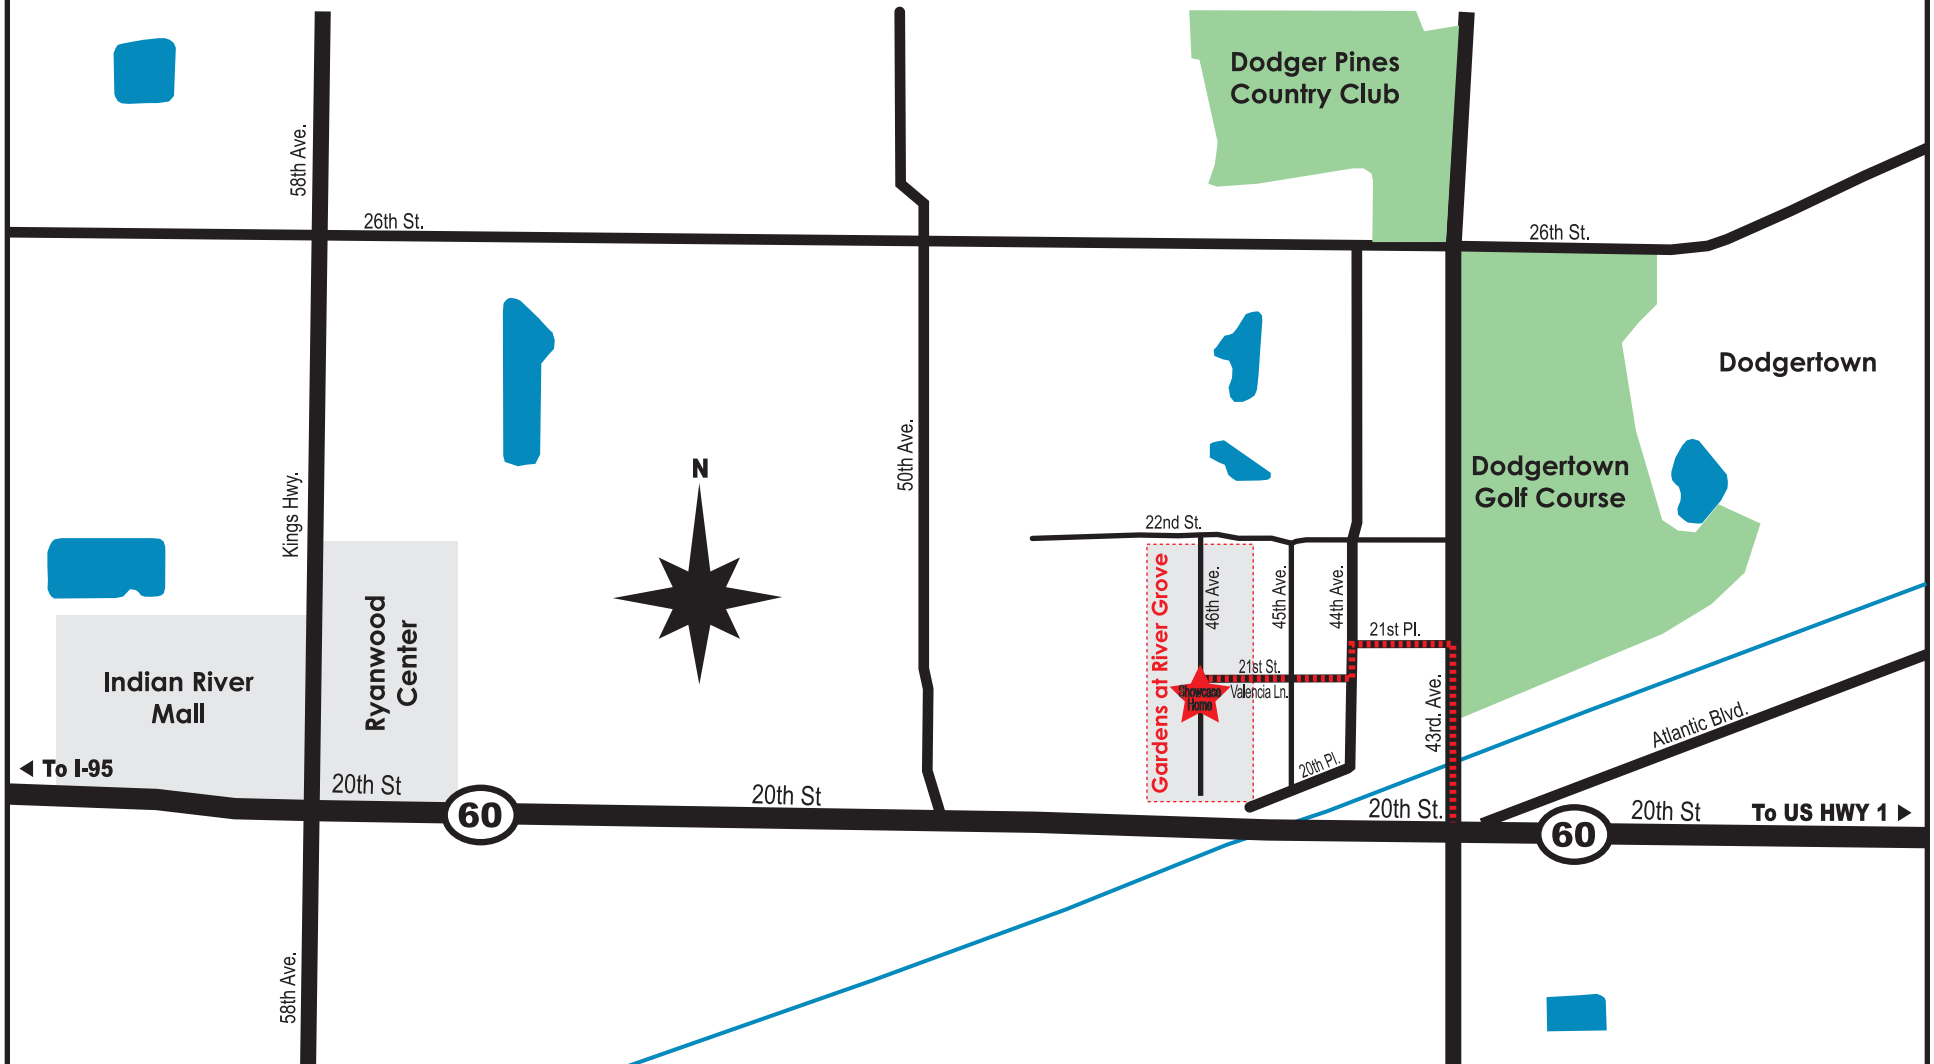 Dodger Pines
Country Club
58th Ave.
26th St.
26th St.
Dodgertown
50th Ave.
N
Dodgertown
Golf Course
Kings Hwy.
22nd St.
Gardens at River Grove
46th Ave.
45th Ave.
44th Ave.
21st Pl.
21st St.
Valencia Ln.
Showcase
Home
Ryanwood
Center
Indian River
Mall
43rd. Ave.
Atlantic Blvd.
To I-95
20th Pl.
20th St
60
20th St
20th St.
60
20th St
To US HWY 1
58th Ave.